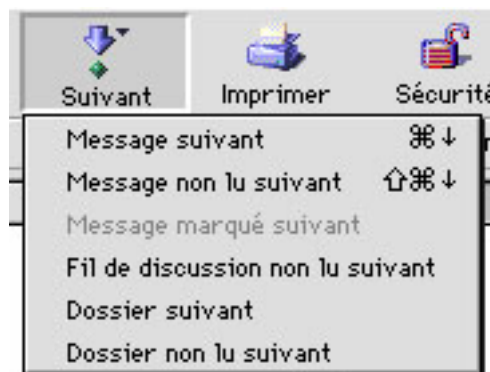 Suivant Imprimer Sécurité
Message suivant ⌘↓
Message non lu suivant ⇧⌘↓
Message marqué suivant
Fil de discussion non lu suivant
Dossier suivant
Dossier non lu suivant